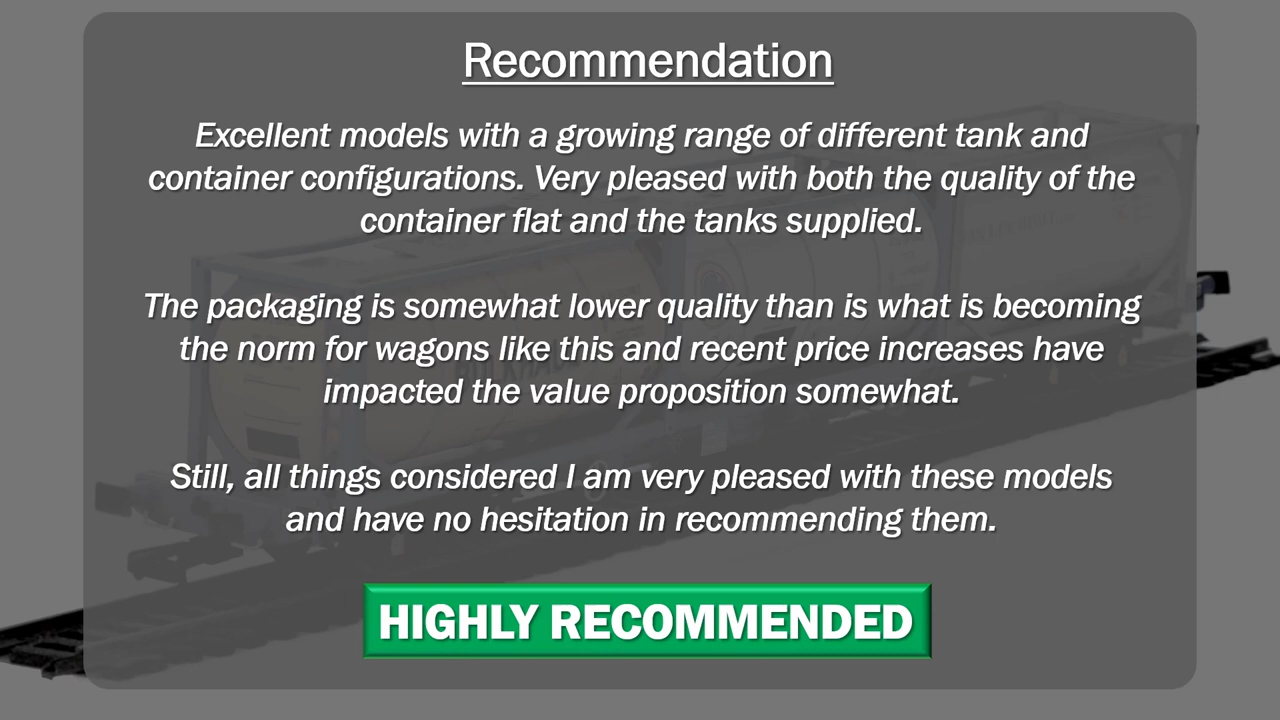 Recommendation
Excellent models with a growing range of different tank and
container configurations. Very pleased with both the quality of the
container flat and the tanks supplied.
The packaging is somewhat lower quality than is what is becoming
the norm for wagons like this and recent price increases have
impacted the value proposition somewhat.
Still, all things considered I am very pleased with these models
and have no hesitation in recommending them.
HIGHLY RECOMMENDED